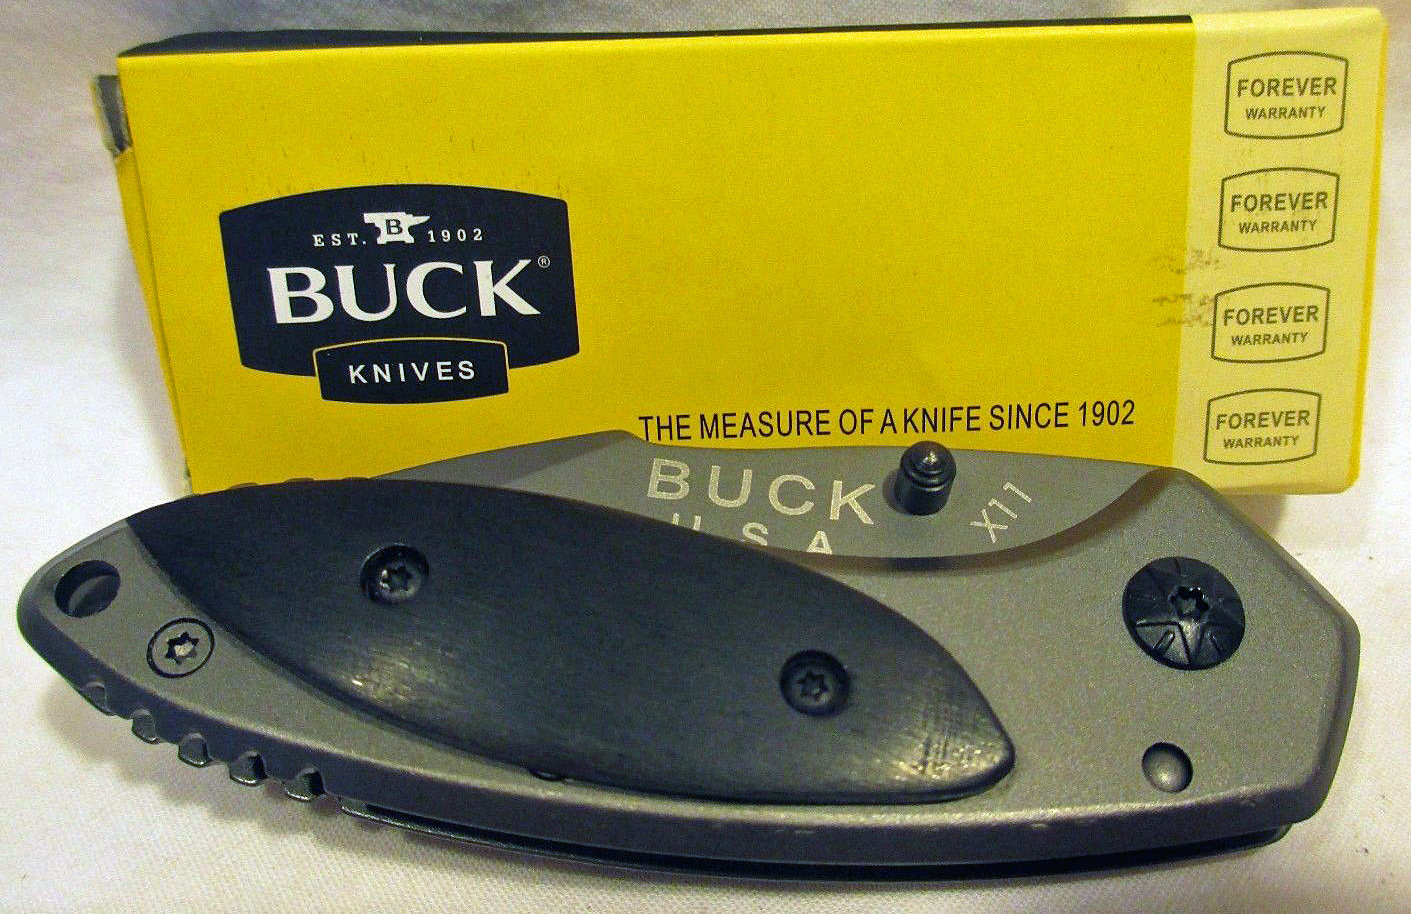 EST. B 1902
BUCK®
KNIVES
THE MEASURE OF A KNIFE SINCE 1902
FOREVER
WARRANTY
FOREVER
WARRANTY
FOREVER
WARRANTY
FOREVER
WARRANTY
BUCK
U S A
X11